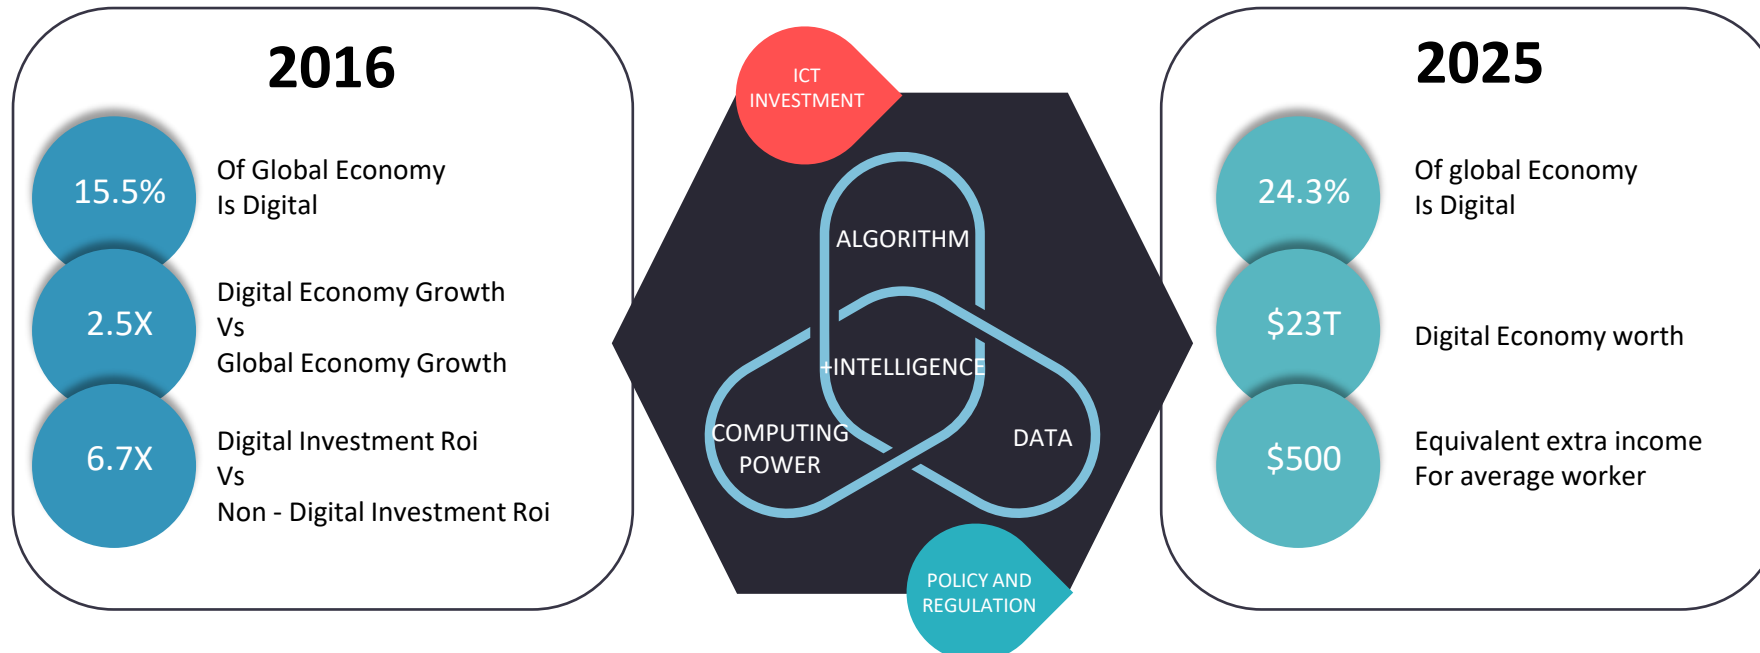 2016
15.5%
Of Global Economy
Is Digital
2.5X
Digital Economy Growth
Vs
Global Economy Growth
6.7X
Digital Investment Roi
Vs
Non - Digital Investment Roi
ICT
INVESTMENT
ALGORITHM
+INTELLIGENCE
COMPUTING
POWER
DATA
POLICY AND
REGULATION
2025
24.3%
Of global Economy
Is Digital
$23T
Digital Economy worth
$500
Equivalent extra income
For average worker